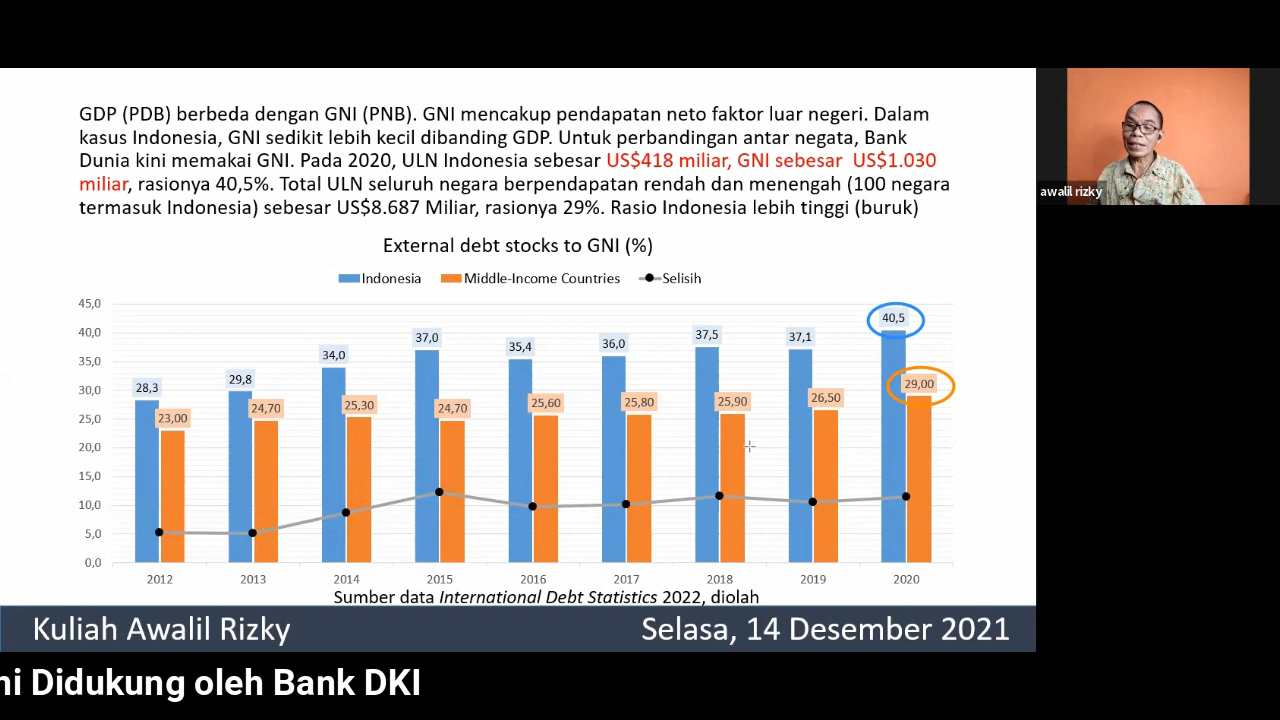 GDP (PDB) berbeda dengan GNI (PNB). GNI mencakup pendapatan neto faktor luar negeri. Dalam
kasus Indonesia, GNI sedikit lebih kecil dibanding GDP. Untuk perbandingan antar negata, Bank
Dunia kini memakai GNI. Pada 2020, ULN Indonesia sebesar US$418 miliar, GNI sebesar US$1.030
miliar, rasionya 40,5%. Total ULN seluruh negara berpendapatan rendah dan menengah (100 negara
termasuk Indonesia) sebesar US$8.687 Miliar, rasionya 29%. Rasio Indonesia lebih tinggi (buruk)
awalil rizky
External debt stocks to GNI (%)
Indonesia Middle-Income Countries Selisih
45,0
40,0
35,0
30,0
25,0
20,0
15,0
10,0
5,0
0,0
28,3 29,8 34,0 37,0 35,4 36,0 37,5 37,1 40,5
23,00 24,70 25,30 24,70 25,60 25,80 25,90 26,50 29,00
2012 2013 2014 2015 2016 2017 2018 2019 2020
Sumber data International Debt Statistics 2022, diolah
Kuliah Awalil Rizky Selasa, 14 Desember 2021
ni Didukung oleh Bank DKI